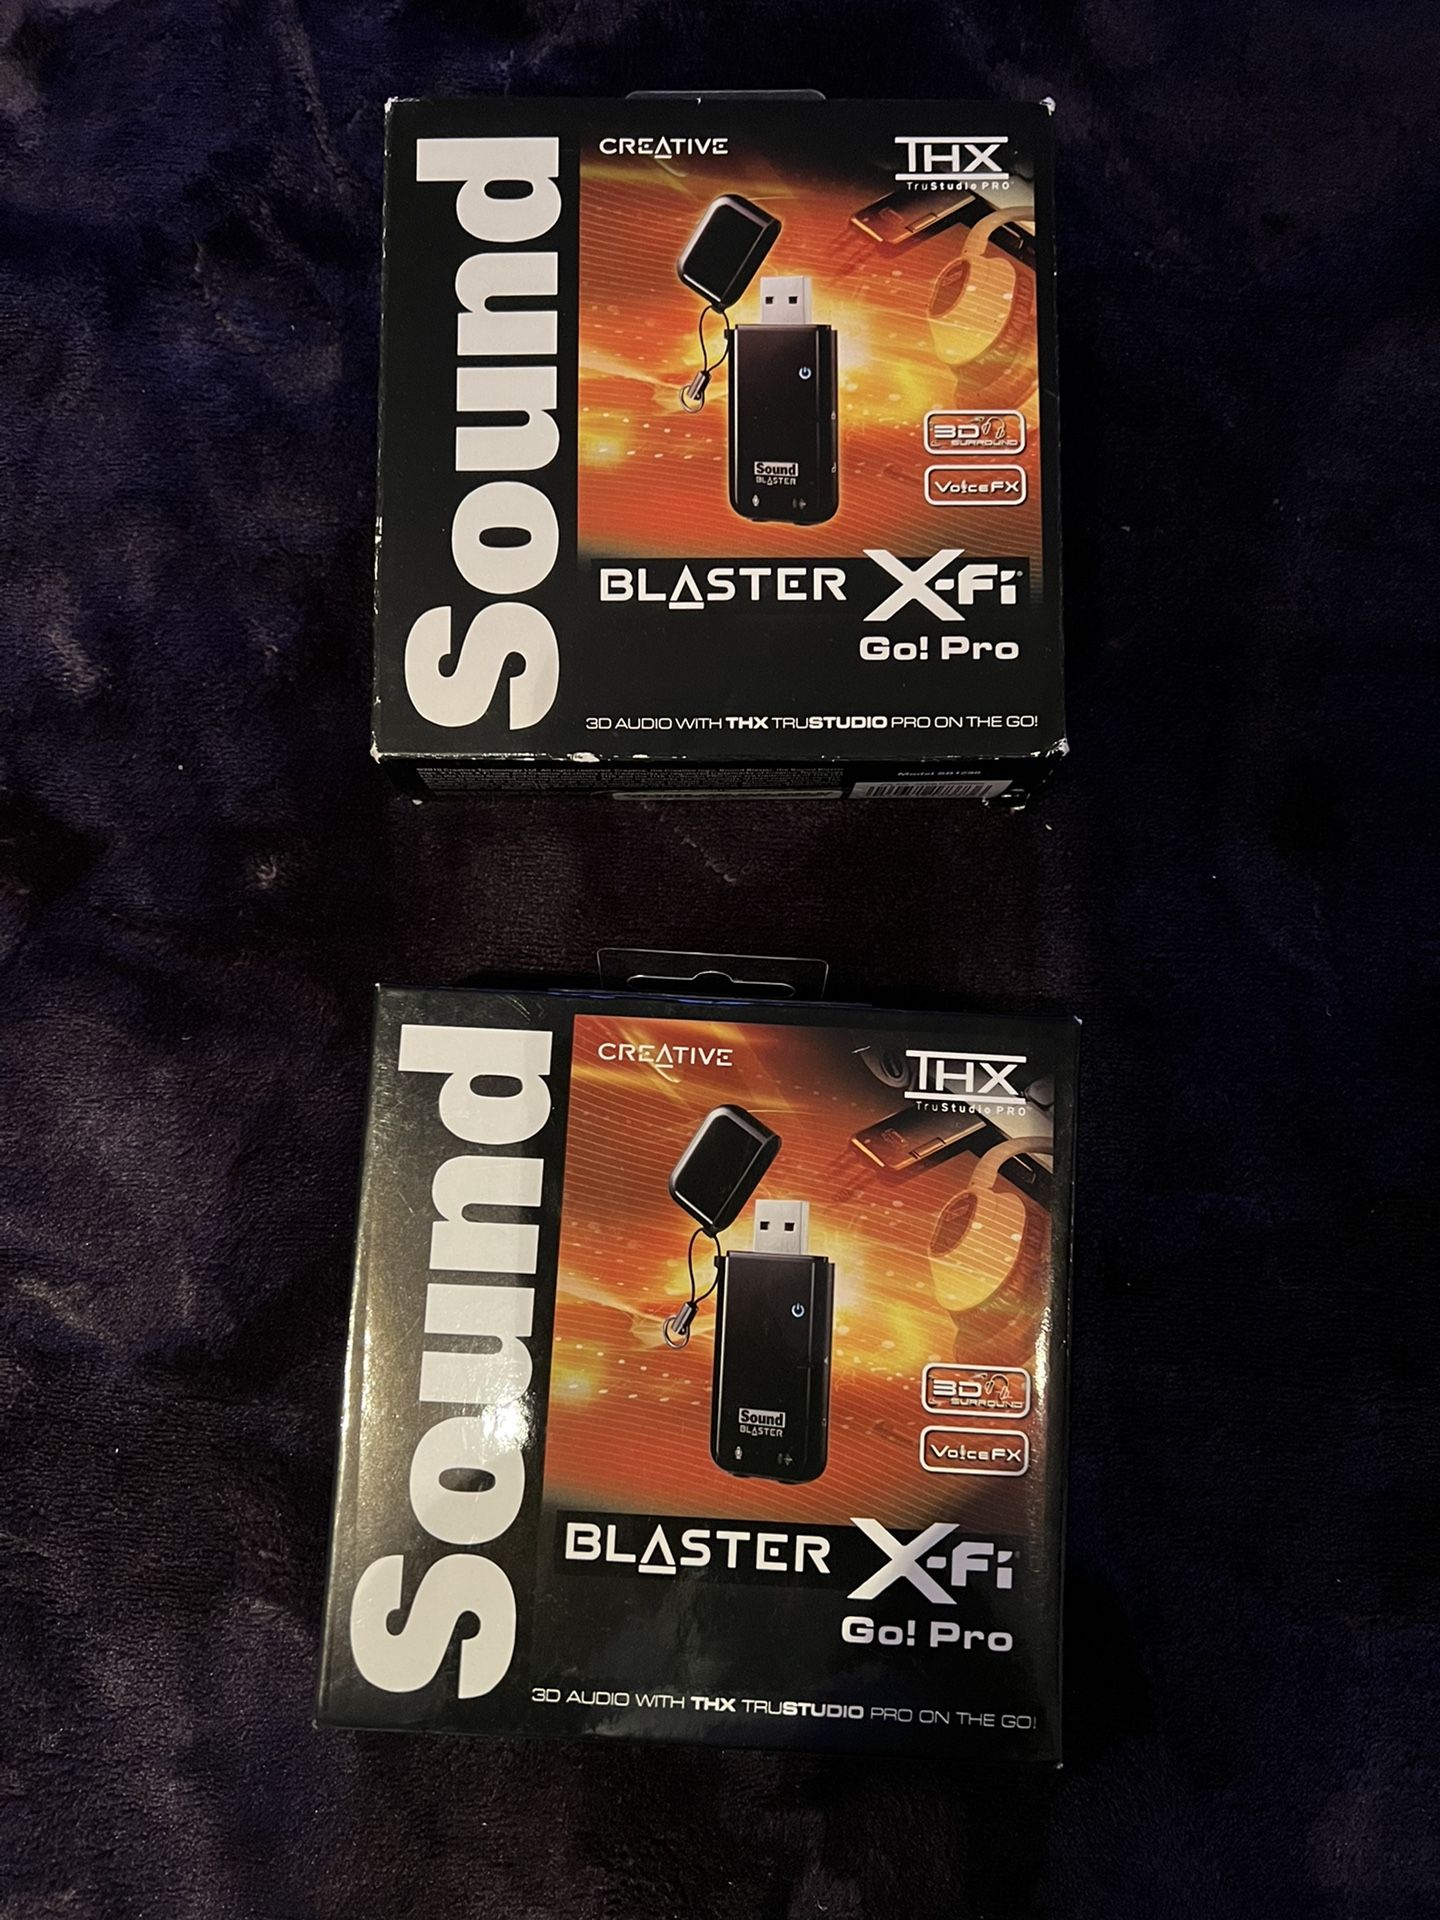 Sound
CREATIVE
THX
TruStudio PRO
Sound
BLASTER
3D
SURROUND
VoiceFX
BLASTER X-Fi
Go! Pro
3D AUDIO WITH THX TRUSTUDIO PRO ON THE GO!
Model SB1290
Sound
CREATIVE
THX
TruStudio PRO
Sound
BLASTER
3D
SURROUND
VoiceFX
BLASTER X-Fi
Go! Pro
3D AUDIO WITH THX TRUSTUDIO PRO ON THE GO!